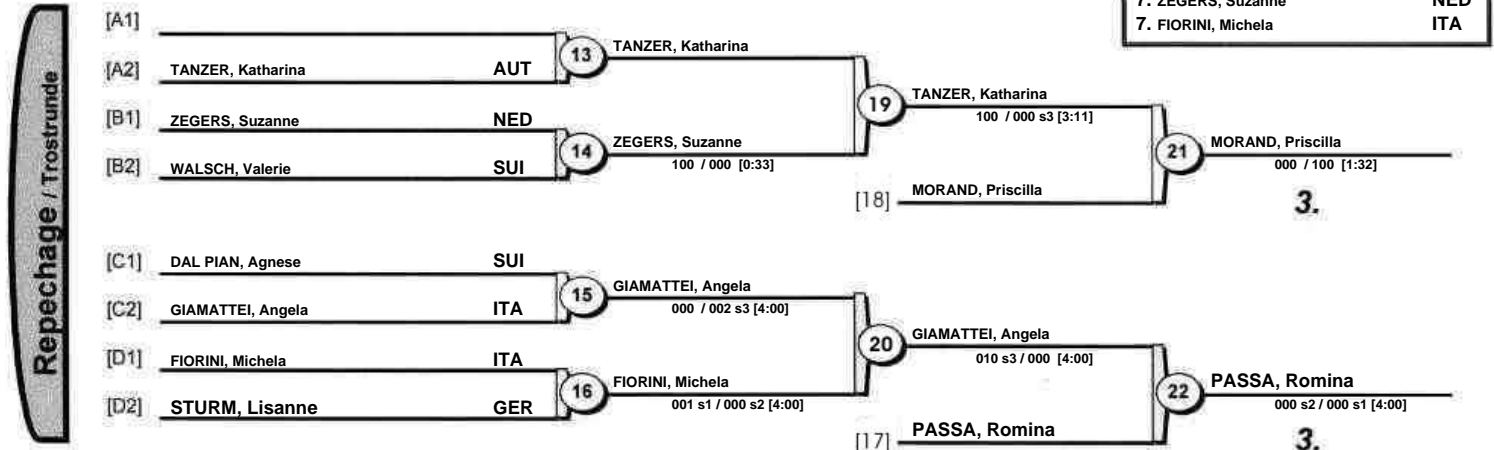 7. ZEGERS, Suzanne NED
7. FIORINI, Michela ITA
Repechage / Trostrunde
[A1]
[A2] TANZER, Katharina AUT
13 TANZER, Katharina
[B1] ZEGERS, Suzanne NED
[B2] WALSCH, Valerie SUI
14 ZEGERS, Suzanne
100 / 000 [0:33]
19 TANZER, Katharina
100 / 000 s3 [3:11]
[18] MORAND, Priscilla
21 MORAND, Priscilla
000 / 100 [1:32]
3.
[C1] DAL PIAN, Agnese SUI
[C2] GIAMATTEI, Angela ITA
15 GIAMATTEI, Angela
000 / 002 s3 [4:00]
[D1] FIORINI, Michela ITA
[D2] STURM, Lisanne GER
16 FIORINI, Michela
001 s1 / 000 s2 [4:00]
20 GIAMATTEI, Angela
010 s3 / 000 [4:00]
[17] PASSA, Romina
22 PASSA, Romina
000 s2 / 000 s1 [4:00]
3.